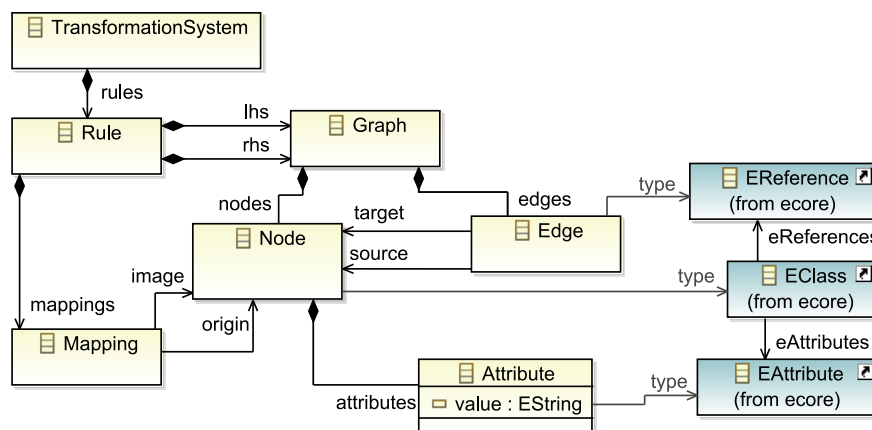 TransformationSystem
rules
lhs
Rule
Graph
rhs
EReference
type
(from ecore)
nodes
target
edges
Node
Edge
source
eReferences
image
type
EClass
(from ecore)
mappings
origin
Mapping
eAttributes
Attribute
EAttribute
type
attributes
value : EString
(from ecore)